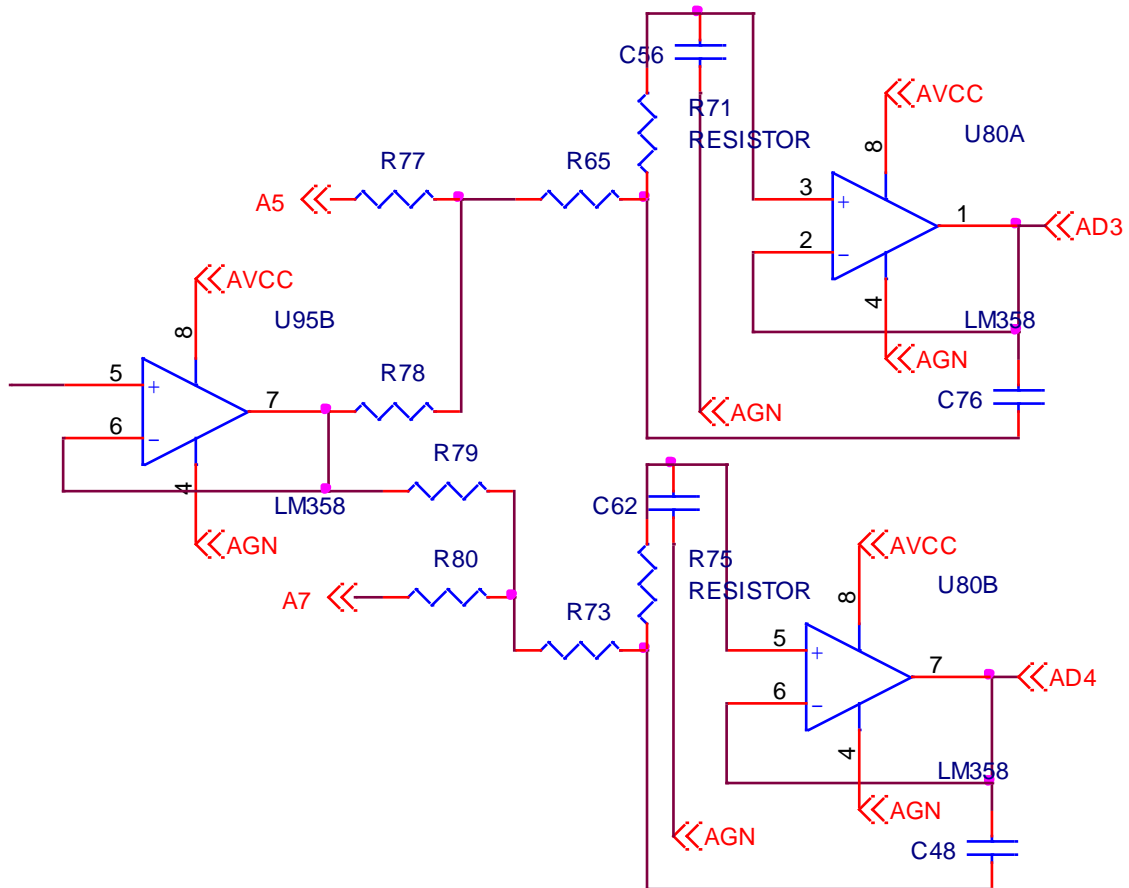 C56
AVCC
R71
U80A
RESISTOR
8
R77
R65
3
+
A5
1
AD3
2
−
AVCC
4
U95B
LM358
8
AGN
R78
5
+
7
C76
AGN
6
−
R79
4
LM358
C62
AGN
AVCC
R80
R75
U80B
RESISTOR
8
A7
R73
5
+
7
AD4
6
−
4
LM358
AGN
AGN
C48